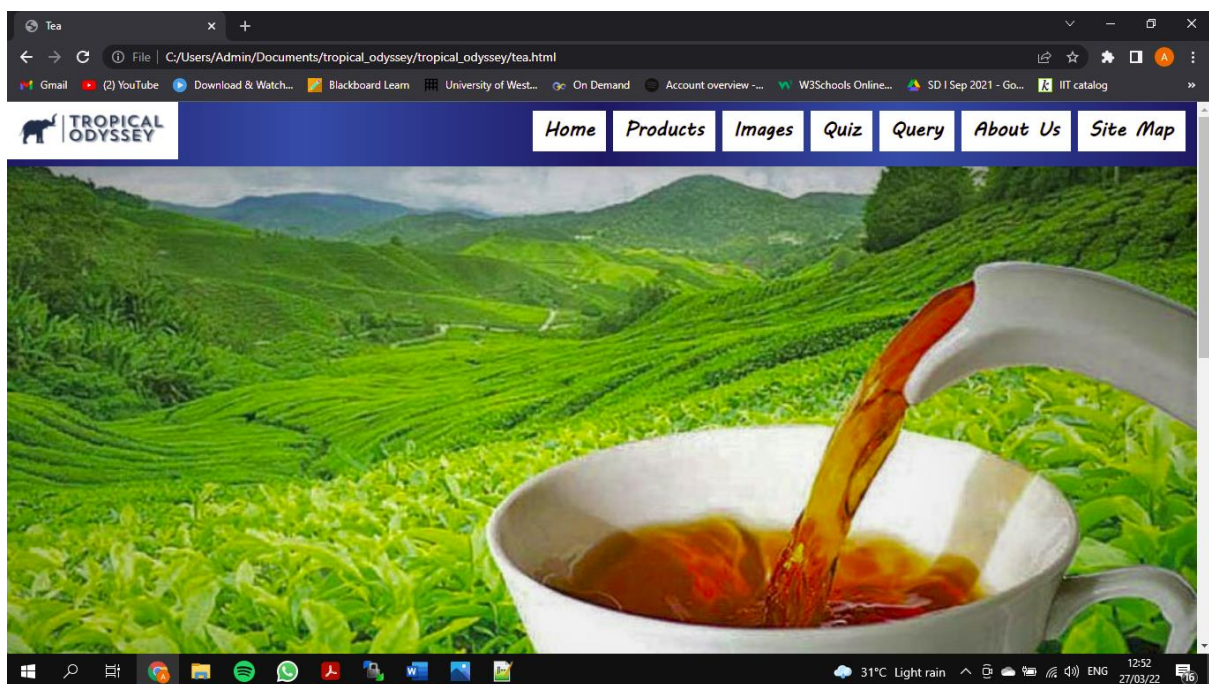 Tea
File | C:/Users/Admin/Documents/tropical_odyssey/tropical_odyssey/tea.html
Gmail (2) YouTube Download & Watch... Blackboard Learn University of West... On Demand Account overview -... W3Schools Online... SD I Sep 2021 - Go... IIT catalog »
TROPICAL
ODYSSEY
Home Products Images Quiz Query About Us Site Map
31°C Light rain ENG 12:52
27/03/22 16